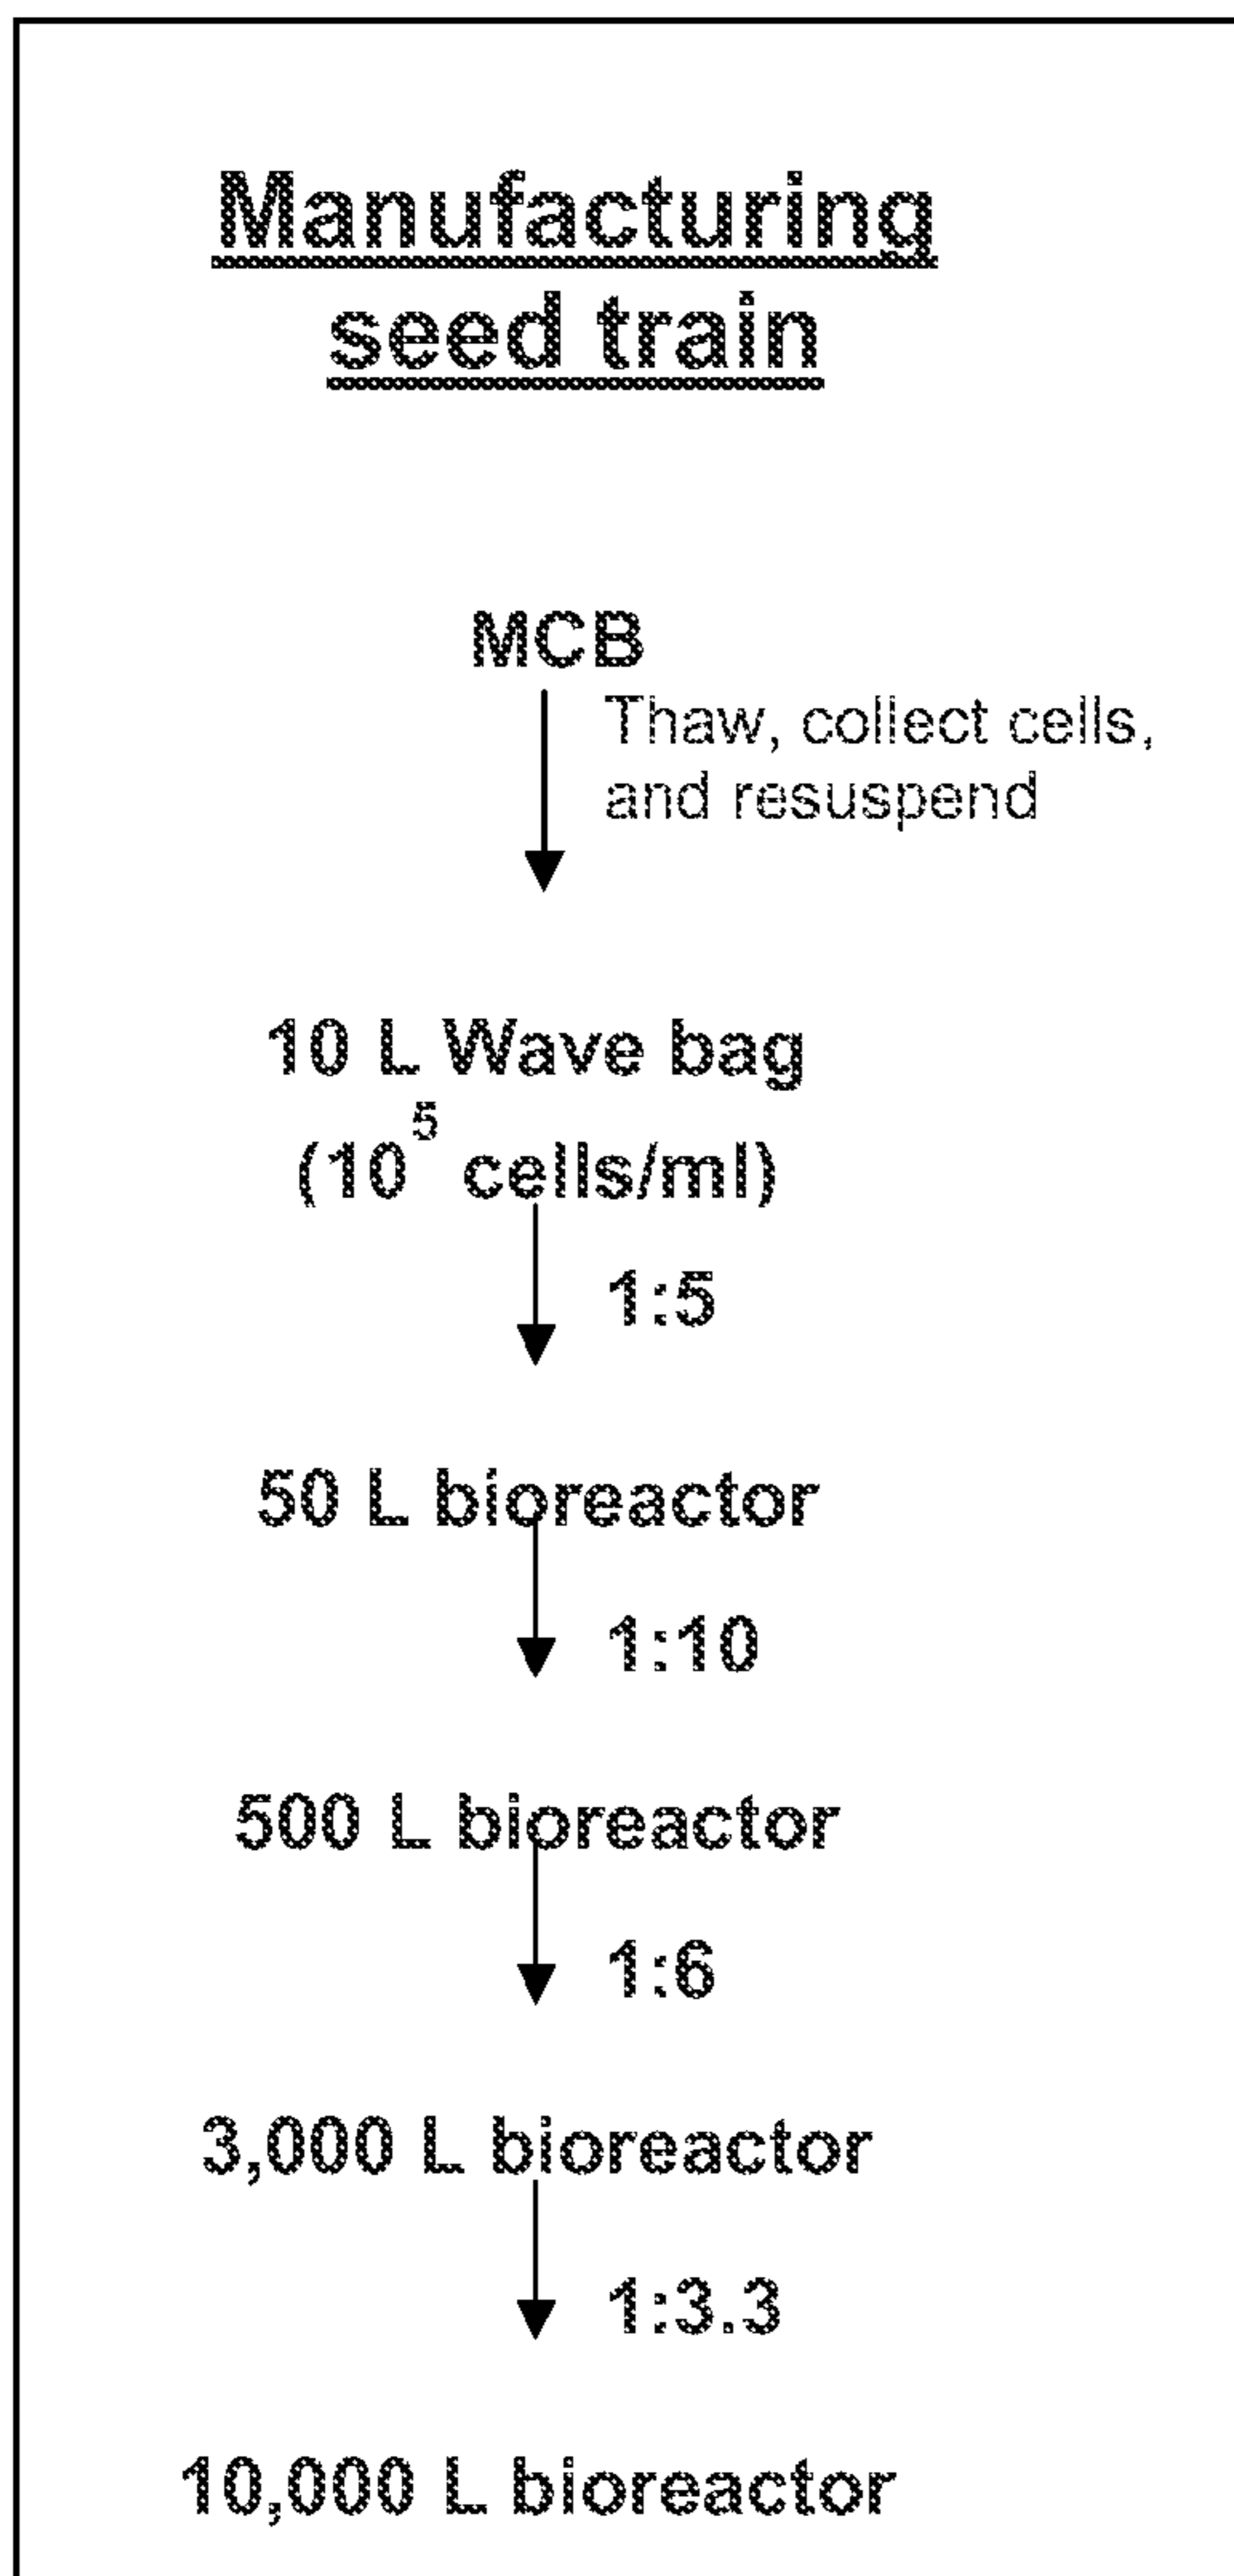 Manufacturing
seed train
MCB
Thaw, collect cells,
and resuspend
10 L Wave bag
(10⁵ cells/ml)
1:5
50 L bioreactor
1:10
500 L bioreactor
1:6
3,000 L bioreactor
1:3.3
10,000 L bioreactor